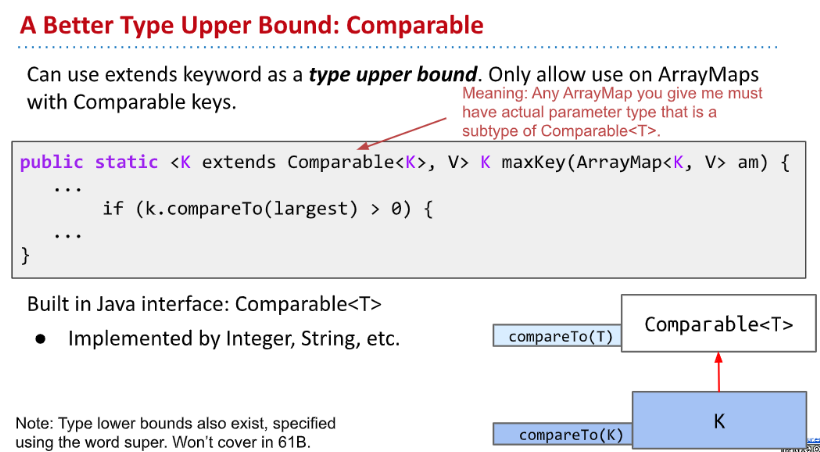 A Better Type Upper Bound: Comparable
Can use extends keyword as a type upper bound. Only allow use on ArrayMaps
with Comparable keys.
Meaning: Any ArrayMap you give me must
have actual parameter type that is a
subtype of Comparable<T>.
public static <K extends Comparable<K>, V> K maxKey(ArrayMap<K, V> am) {
...
if (k.compareTo(largest) > 0) {
...
}
Built in Java interface: Comparable<T>
● Implemented by Integer, String, etc.
Comparable<T>
compareTo(T)
K
compareTo(K)
Note: Type lower bounds also exist, specified
using the word super. Won't cover in 61B.